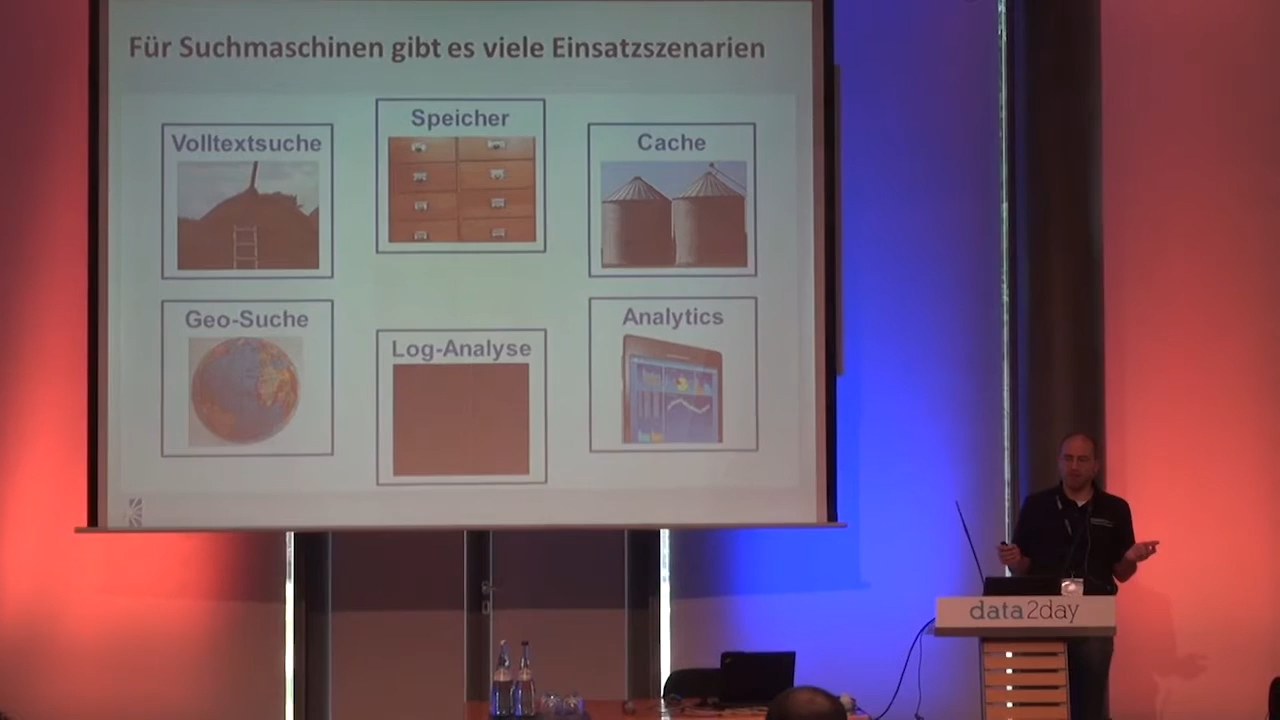 Für Suchmaschinen gibt es viele Einsatzszenarien
Volltextsuche
Speicher
Cache
Geo-Suche
Log-Analyse
Analytics
data2day